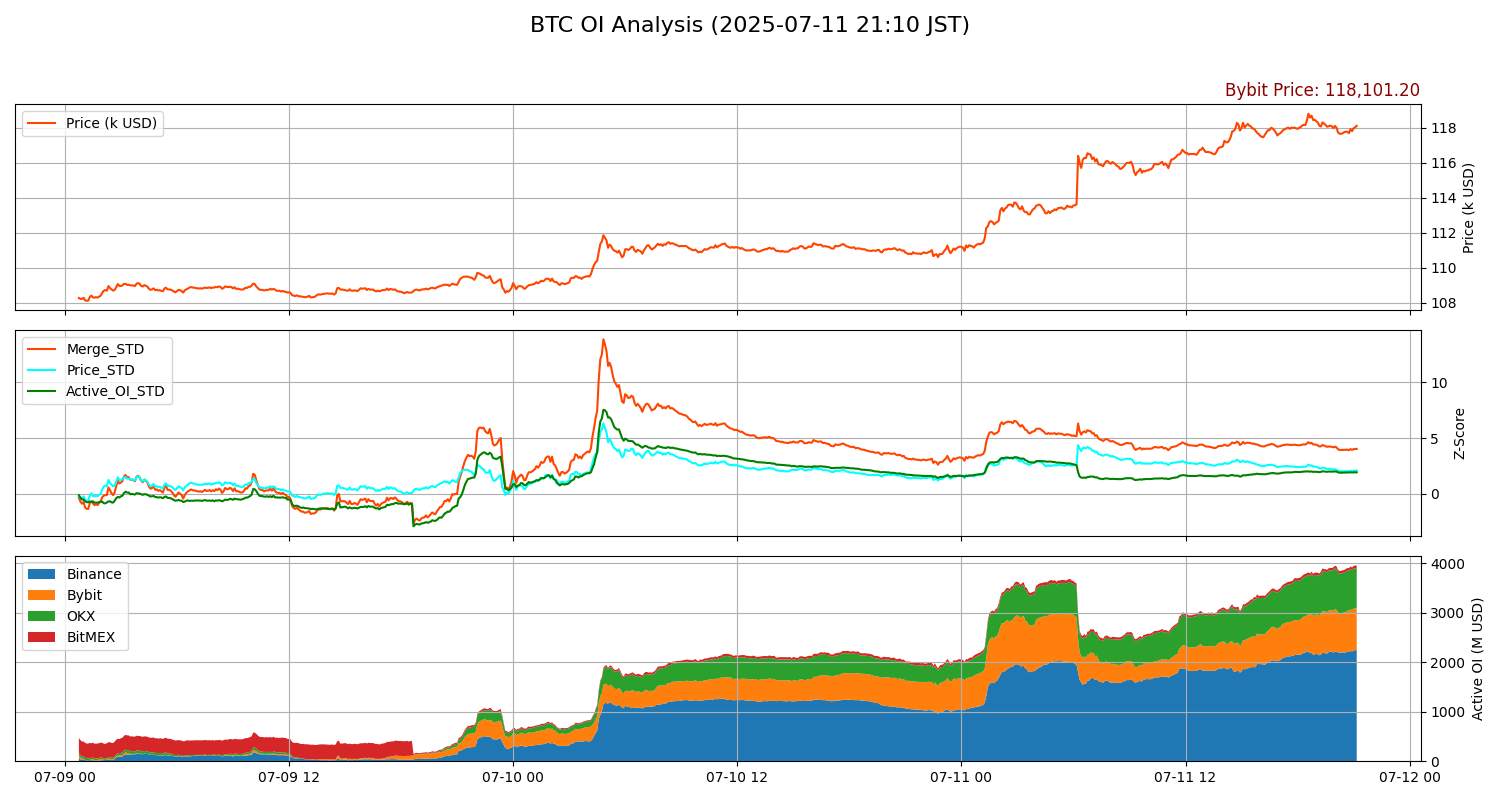 BTC OI Analysis (2025-07-11 21:10 JST)
Bybit Price: 118,101.20
Price (k USD)
118
116
114
112
110
108
Price (k USD)
Merge_STD
Price_STD
Active_OI_STD
10
5
0
Z-Score
Binance
Bybit
OKX
BitMEX
4000
3000
2000
1000
0
Active OI (M USD)
07-09 00
07-09 12
07-10 00
07-10 12
07-11 00
07-11 12
07-12 00